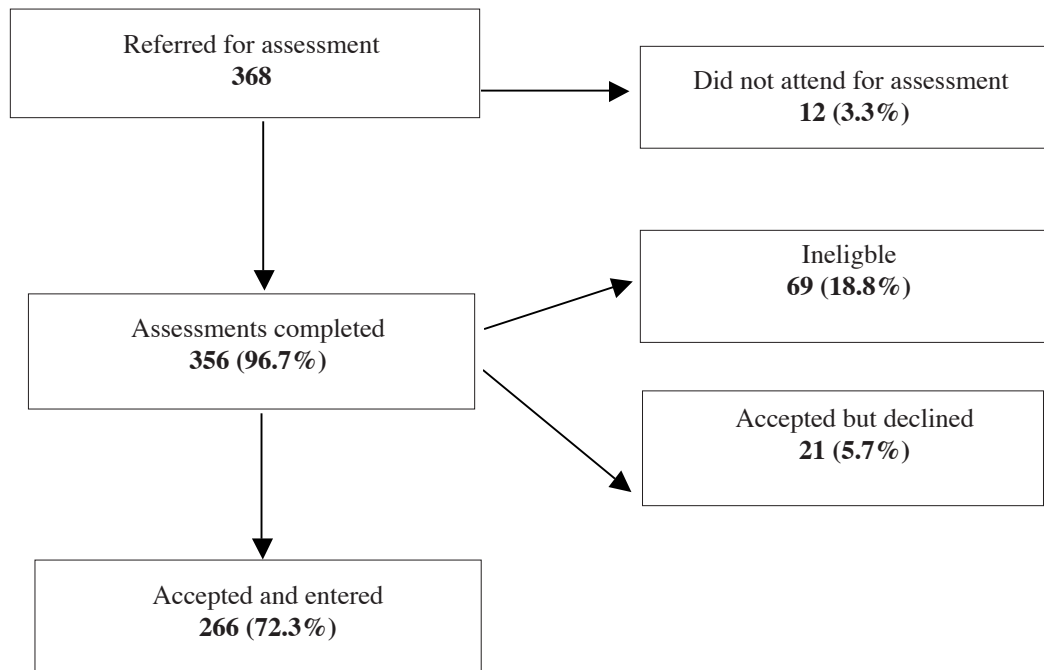 Referred for assessment
368
Did not attend for assessment
12 (3.3%)
Ineligble
69 (18.8%)
Assessments completed
356 (96.7%)
Accepted but declined
21 (5.7%)
Accepted and entered
266 (72.3%)